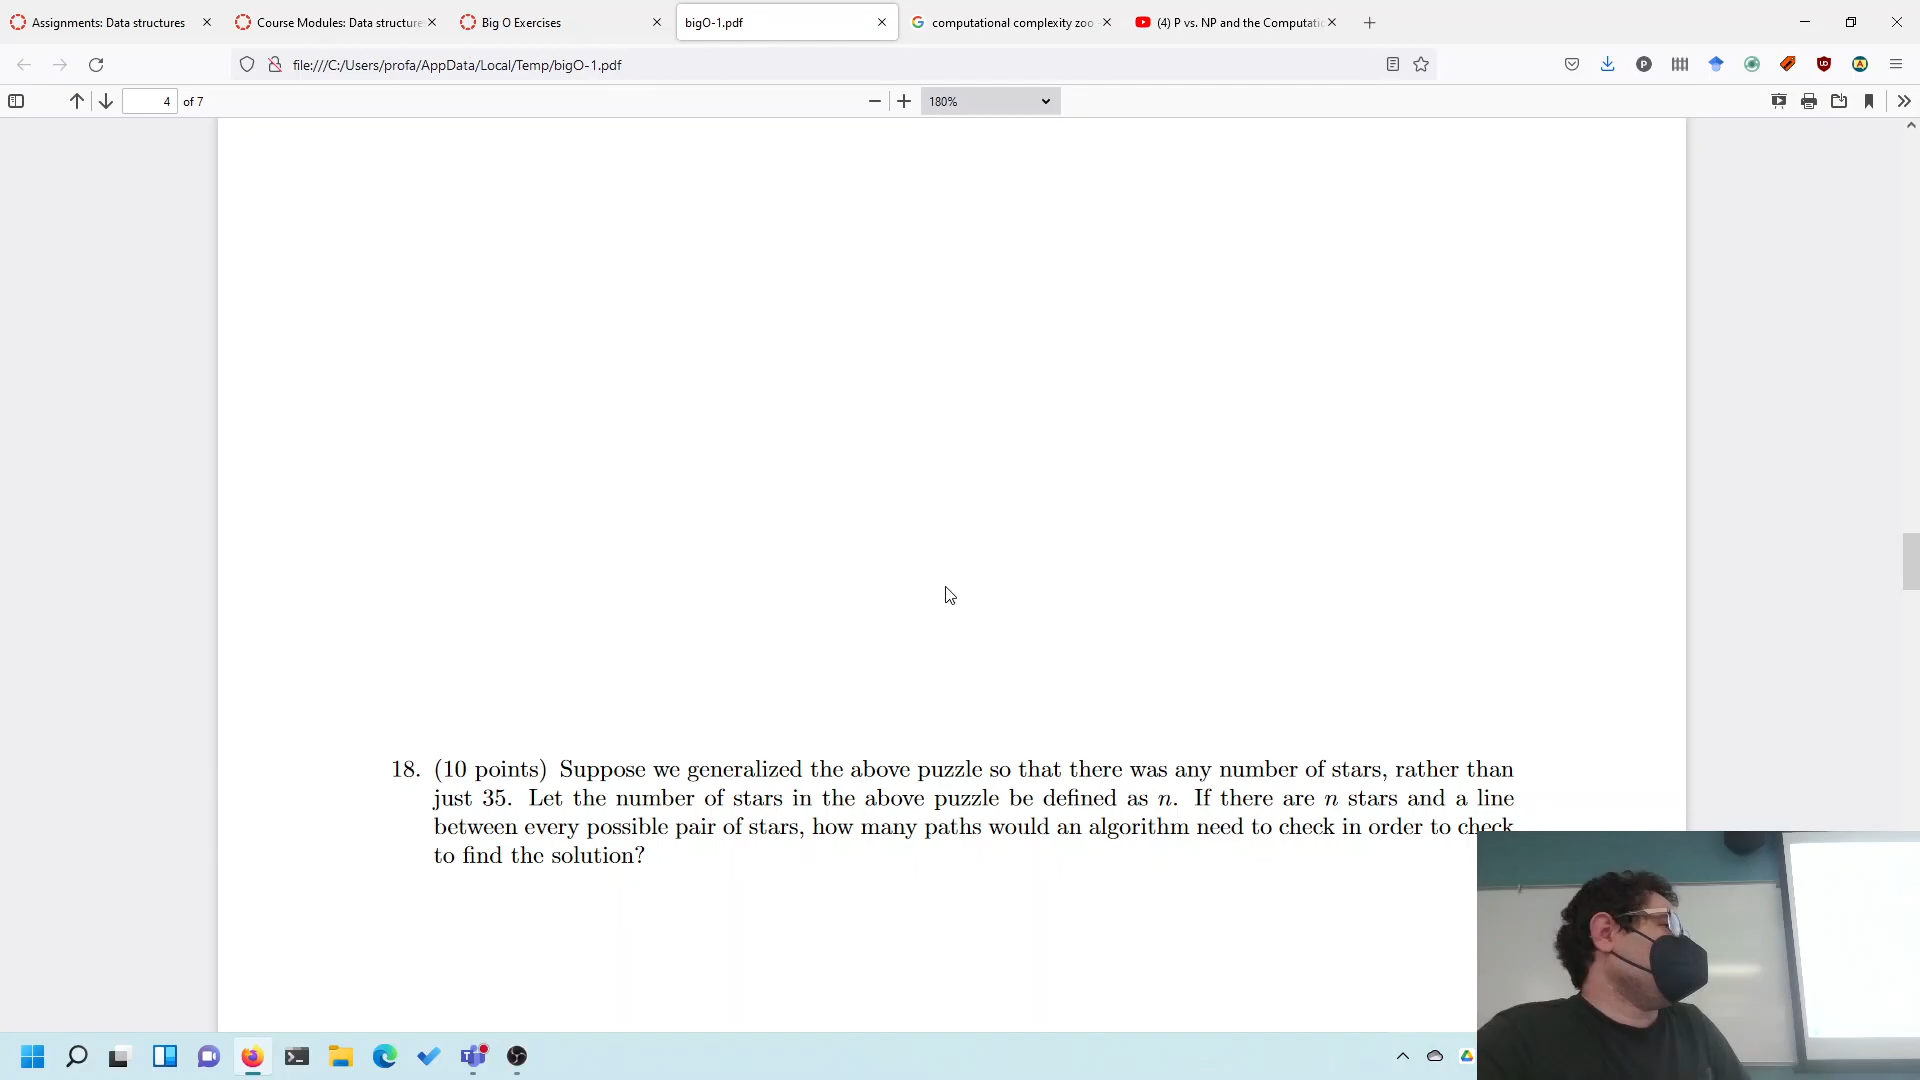 Assignments: Data structures
Course Modules: Data structure
Big O Exercises
bigO-1.pdf
computational complexity zoo
(4) P vs. NP and the Computatio
file:///C:/Users/profa/AppData/Local/Temp/bigO-1.pdf
4 of 7
180%
18. (10 points) Suppose we generalized the above puzzle so that there was any number of stars, rather than
just 35. Let the number of stars in the above puzzle be defined as n. If there are n stars and a line
between every possible pair of stars, how many paths would an algorithm need to check in order to check
to find the solution?